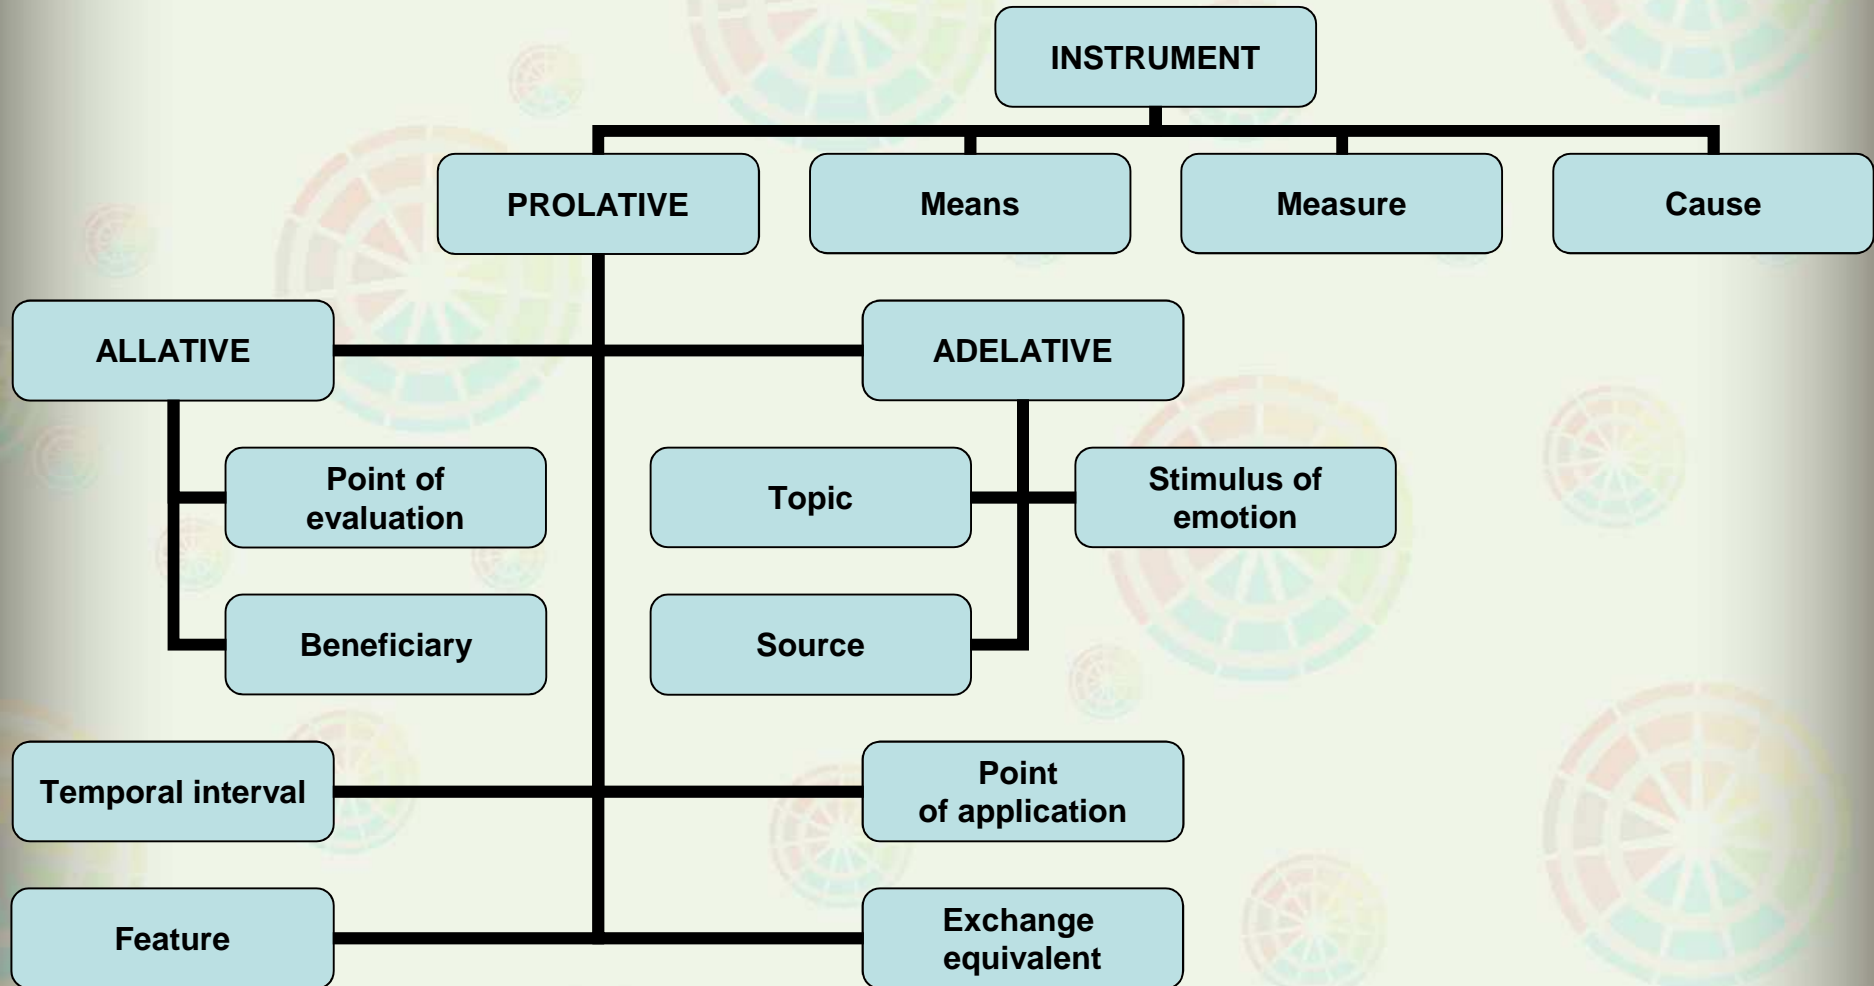 INSTRUMENT
PROLATIVE
Means
Measure
Cause
ALLATIVE
ADELATIVE
Point of
evaluation
Topic
Stimulus of
emotion
Beneficiary
Source
Temporal interval
Point
of application
Feature
Exchange
equivalent